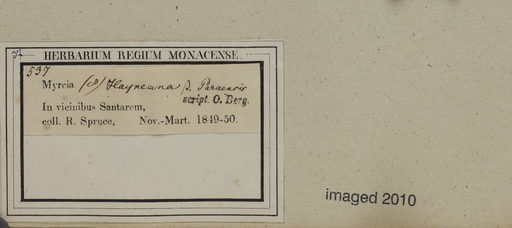 HERBARIUM REGIUM MONACENSE.
537
Myrcia (?) Hayneana β. Paraensis
script. O. Berg.
In vicinibus Santarem,
coll. R. Spruce, Nov.-Mart. 1849-50.
imaged 2010